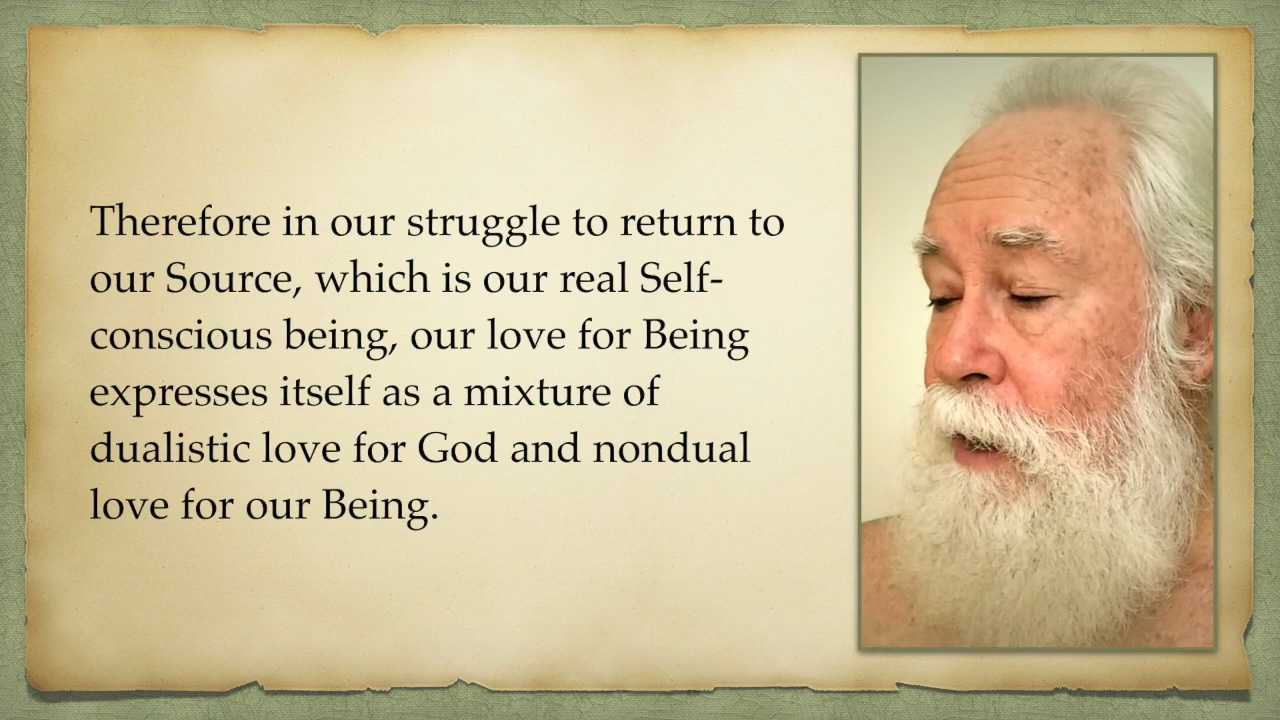 Therefore in our struggle to return to
our Source, which is our real Self-
conscious being, our love for Being
expresses itself as a mixture of
dualistic love for God and nondual
love for our Being.